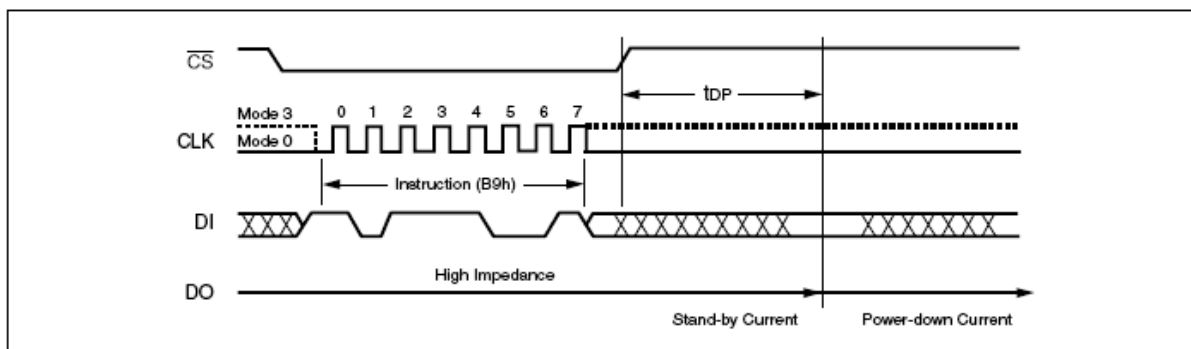 CS
tDP
Mode 3
0 1 2 3 4 5 6 7
CLK
Mode 0
Instruction (B9h)
DI
High Impedance
DO
Stand-by Current
Power-down Current